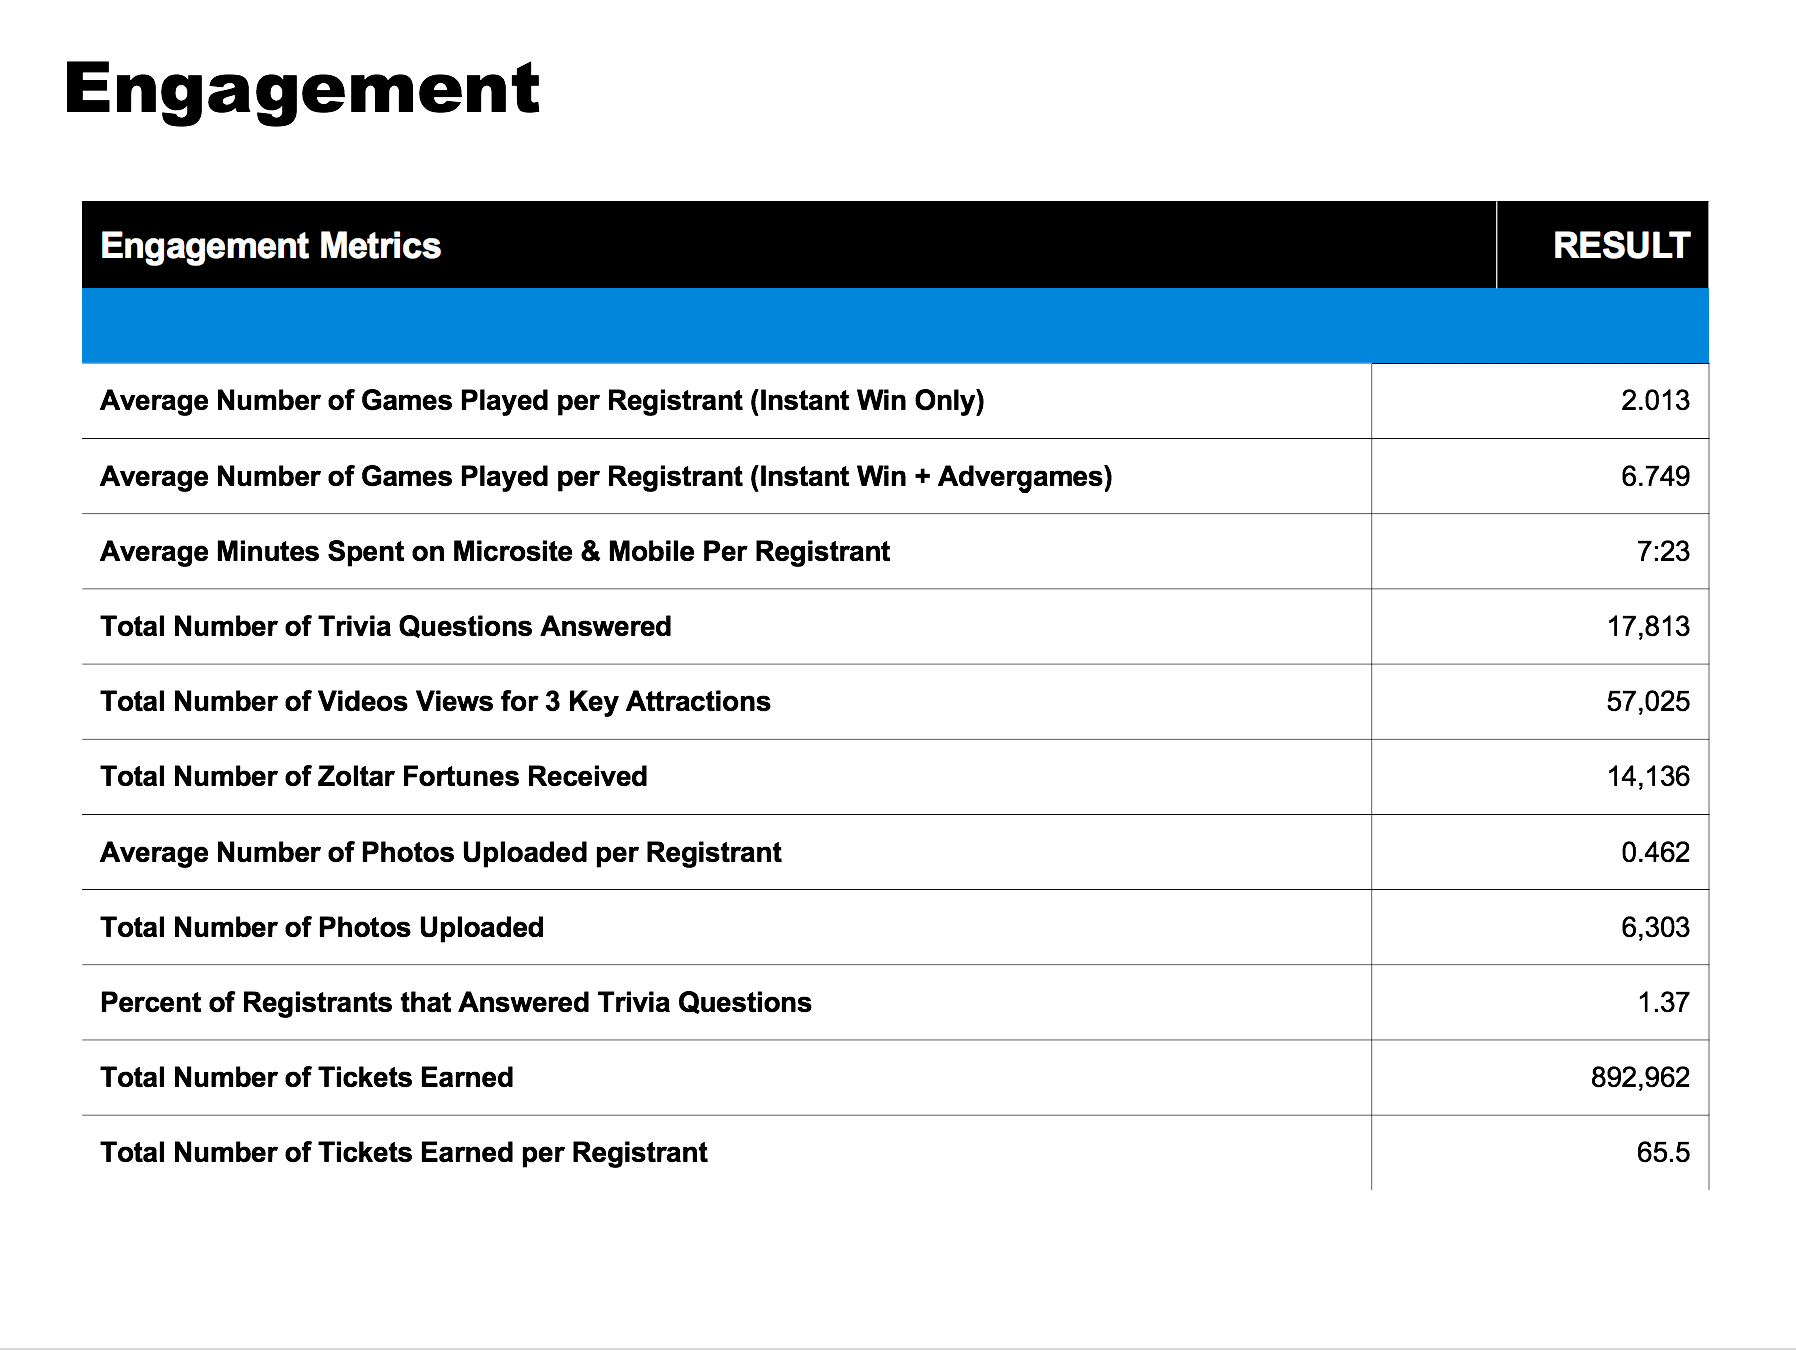 Engagement
Engagement Metrics RESULT
Average Number of Games Played per Registrant (Instant Win Only) 2.013
Average Number of Games Played per Registrant (Instant Win + Advergames) 6.749
Average Minutes Spent on Microsite & Mobile Per Registrant 7:23
Total Number of Trivia Questions Answered 17,813
Total Number of Videos Views for 3 Key Attractions 57,025
Total Number of Zoltar Fortunes Received 14,136
Average Number of Photos Uploaded per Registrant 0.462
Total Number of Photos Uploaded 6,303
Percent of Registrants that Answered Trivia Questions 1.37
Total Number of Tickets Earned 892,962
Total Number of Tickets Earned per Registrant 65.5